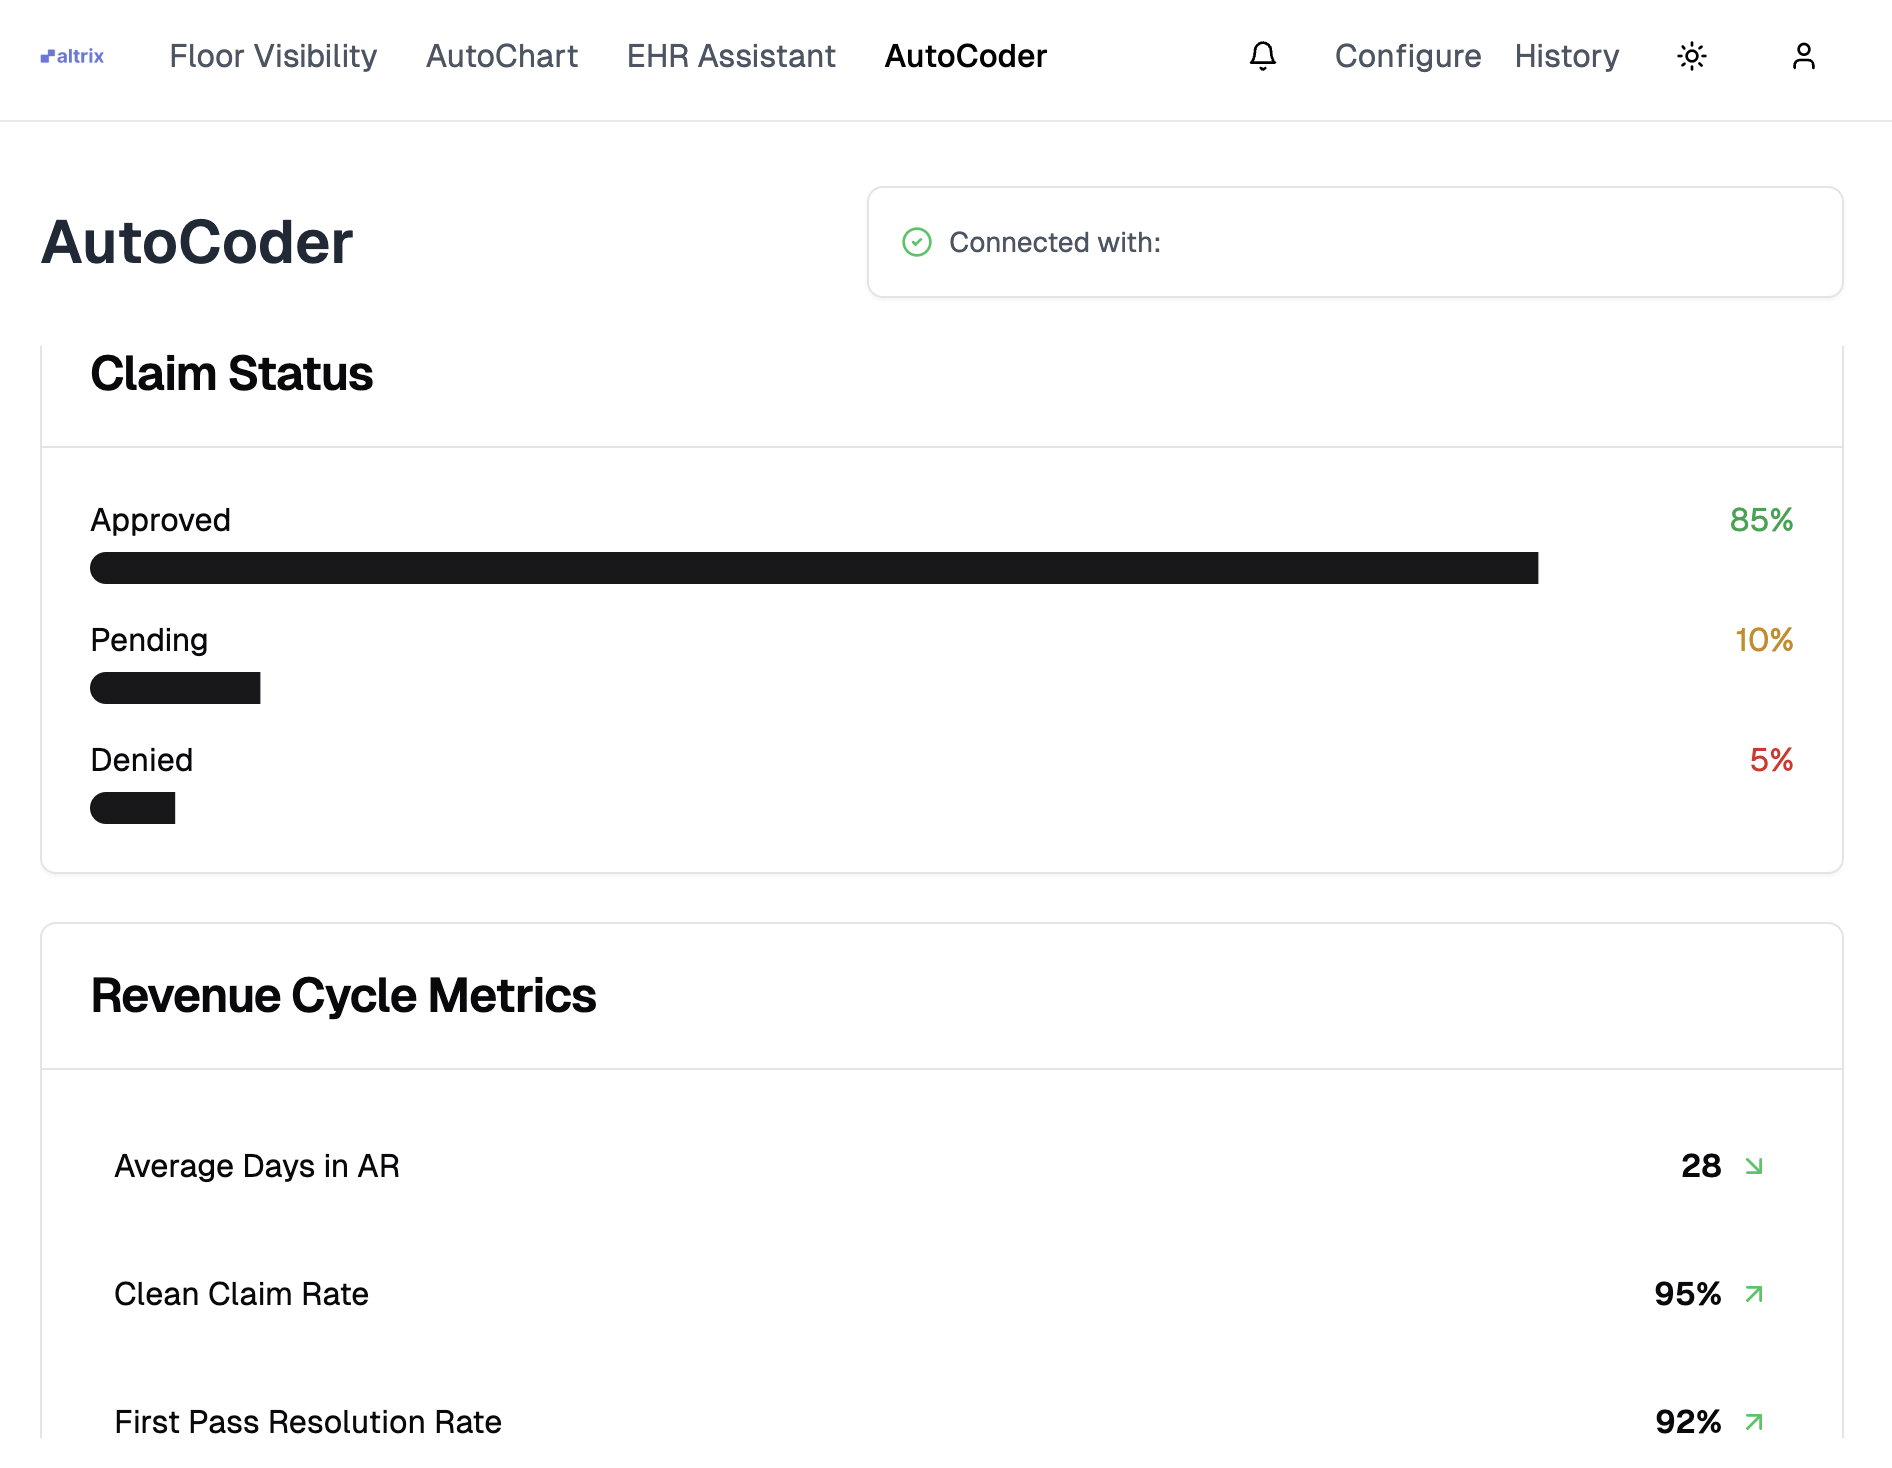 altrix Floor Visibility AutoChart EHR Assistant AutoCoder Configure History
AutoCoder
Connected with:
Claim Status
Approved 85%
Pending 10%
Denied 5%
Revenue Cycle Metrics
Average Days in AR 28
Clean Claim Rate 95%
First Pass Resolution Rate 92%